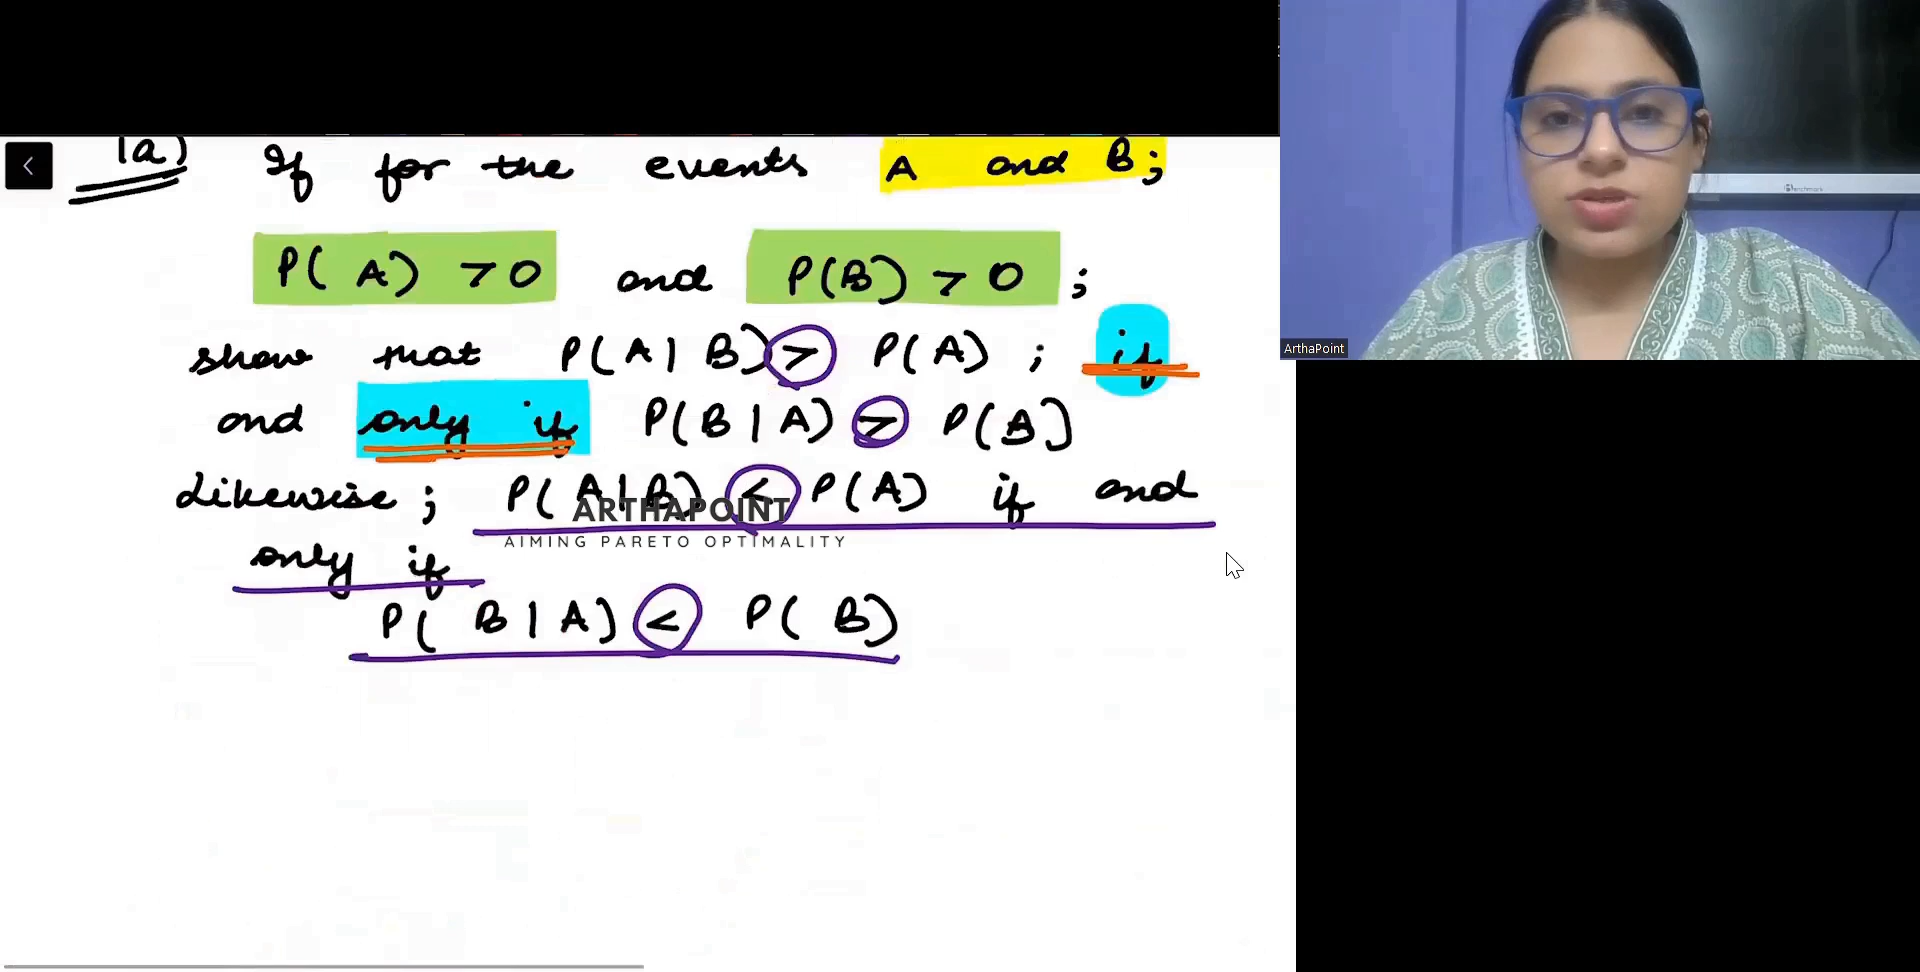 1a) If for the events A and B;
P( A) > 0 and P(B) > 0 ;
show that P( A | B) > P(A) ; if
and only if P( B | A) > P(B)
Likewise ; P( A | B) < P(A) if and
ARTHAPOINT
AIMING PARETO OPTIMALITY
only if
P( B | A) < P( B)
Benchmark
ArthaPoint